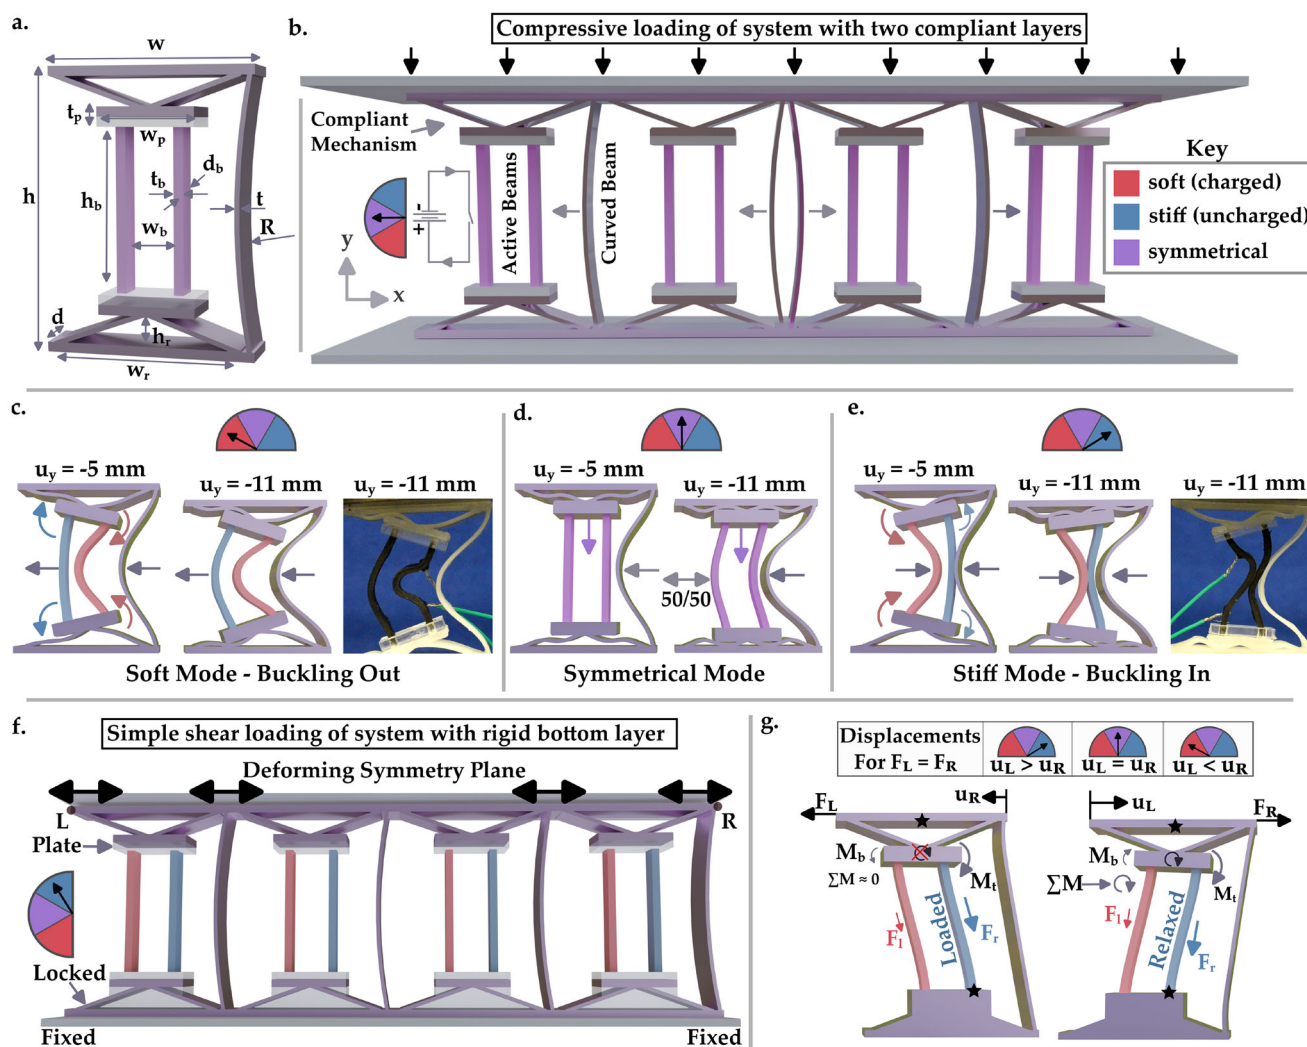 a.
w
t_p
w_p
d_b
t_b
h
h_b
t
R
w_b
d
h_r
w_r
b.
Compressive loading of system with two compliant layers
Compliant
Mechanism
-
+
y
x
Active Beams
Curved Beam
Key
soft (charged)
stiff (uncharged)
symmetrical
c.
u_y = -5 mm
u_y = -11 mm
u_y = -11 mm
Soft Mode - Buckling Out
d.
u_y = -5 mm
u_y = -11 mm
50/50
Symmetrical Mode
e.
u_y = -5 mm
u_y = -11 mm
u_y = -11 mm
Stiff Mode - Buckling In
f.
Simple shear loading of system with rigid bottom layer
Deforming Symmetry Plane
L
R
Plate
Locked
Fixed
Fixed
g.
Displacements
For F_L = F_R
u_L > u_R
u_L = u_R
u_L < u_R
F_L
u_R
M_b
ΣM ≈ 0
M_t
F_l
Loaded
F_r
u_L
F_R
M_b
ΣM
M_t
F_l
Relaxed
F_r